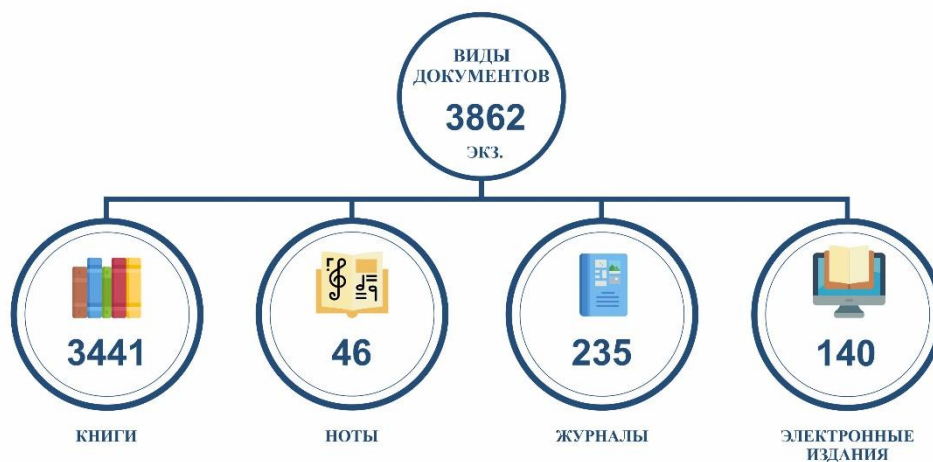 ВИДЫ
ДОКУМЕНТОВ
3862
ЭКЗ.
3441
46
235
140
КНИГИ
НОТЫ
ЖУРНАЛЫ
ЭЛЕКТРОННЫЕ
ИЗДАНИЯ